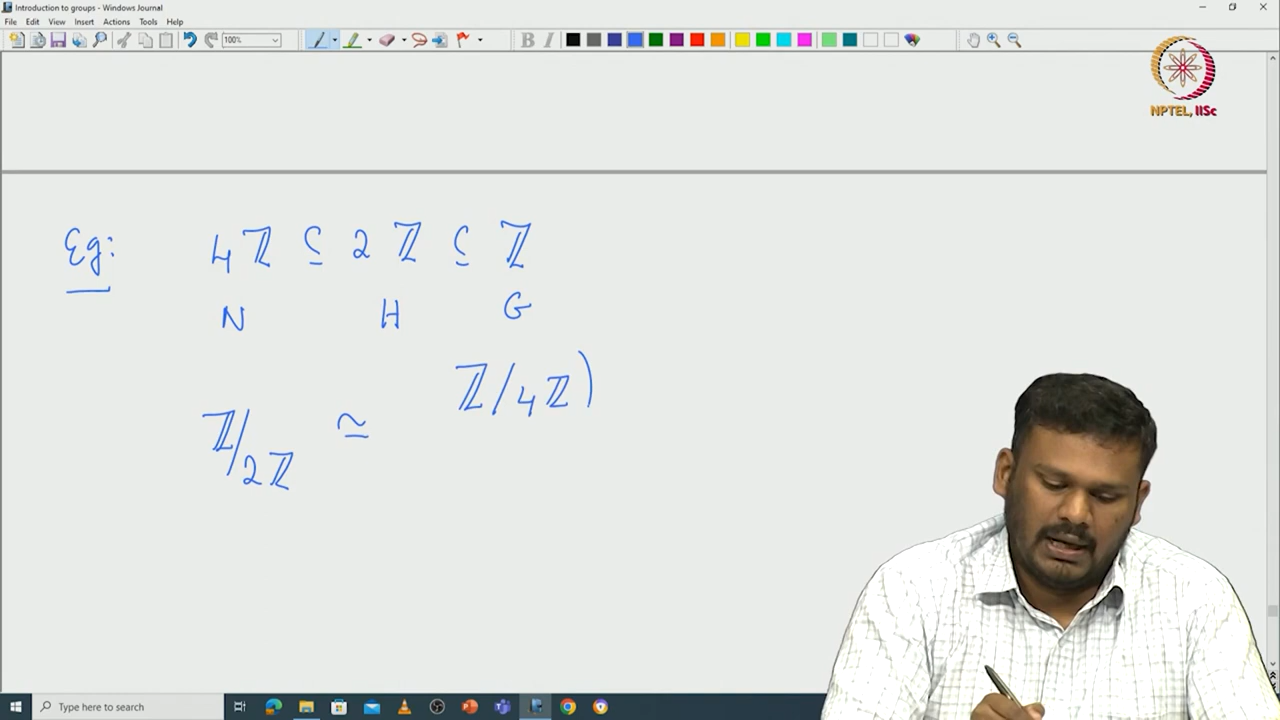 Introduction to groups - Windows Journal
File Edit View Insert Actions Tools Help
100% B I
NPTEL, IISc
Eg: 4ℤ ⊆ 2ℤ ⊆ ℤ
N H G
ℤ/4ℤ)
ℤ/2ℤ ≅
Type here to search